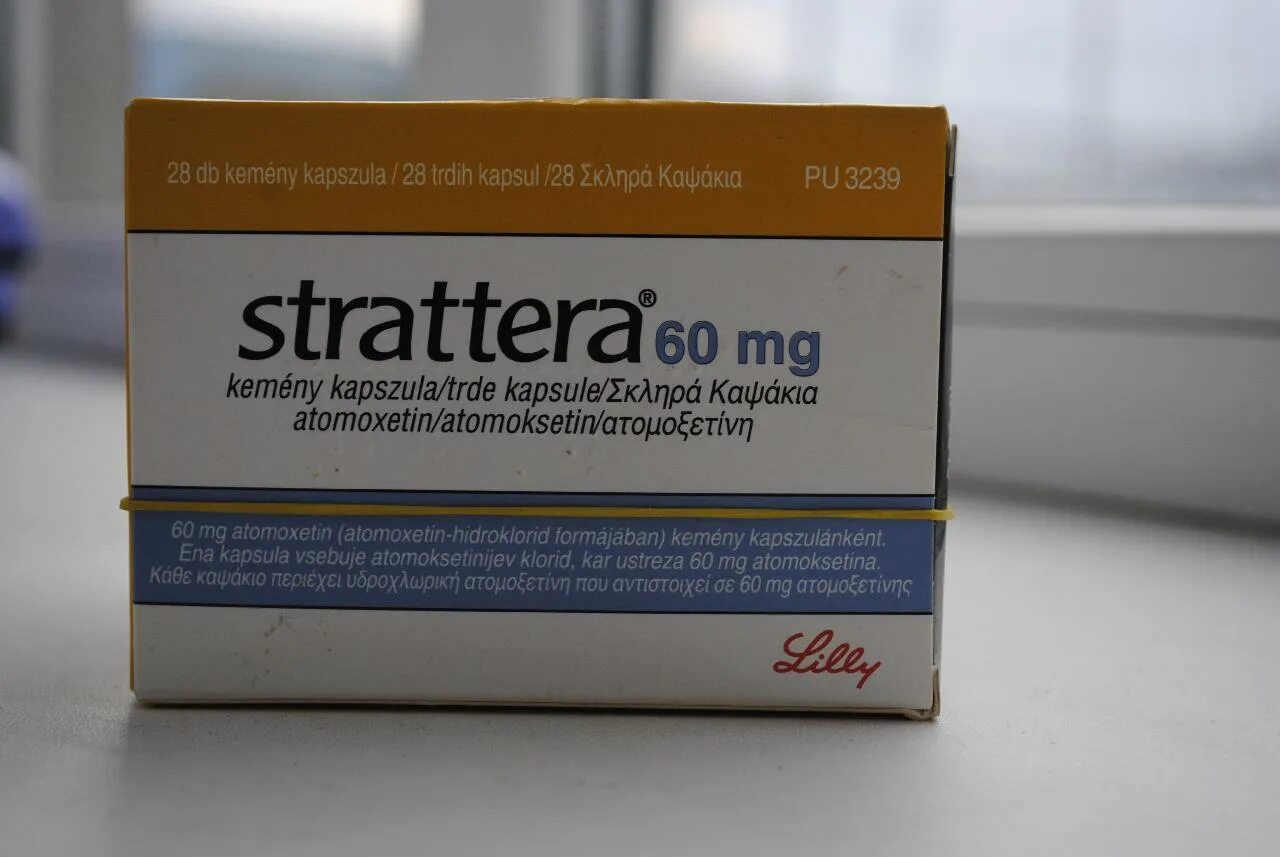 28 db kemény kapszula / 28 trdih kapsul /28 Σκληρά Καψάκια PU 3239
strattera® 60 mg
kemény kapszula/trde kapsule/Σκληρά Καψάκια
atomoxetin/atomoksetin/ατομοξετίνη
60 mg atomoxetin (atomoxetin-hidroklorid formájában) kemény kapszulánként.
Ena kapsula vsebuje atomoksetinijev klorid, kar ustreza 60 mg atomoksetina.
Κάθε καψάκιο περιέχει υδροχλωρική ατομοξετίνη που αντιστοιχεί σε 60 mg ατομοξετίνης
Lilly